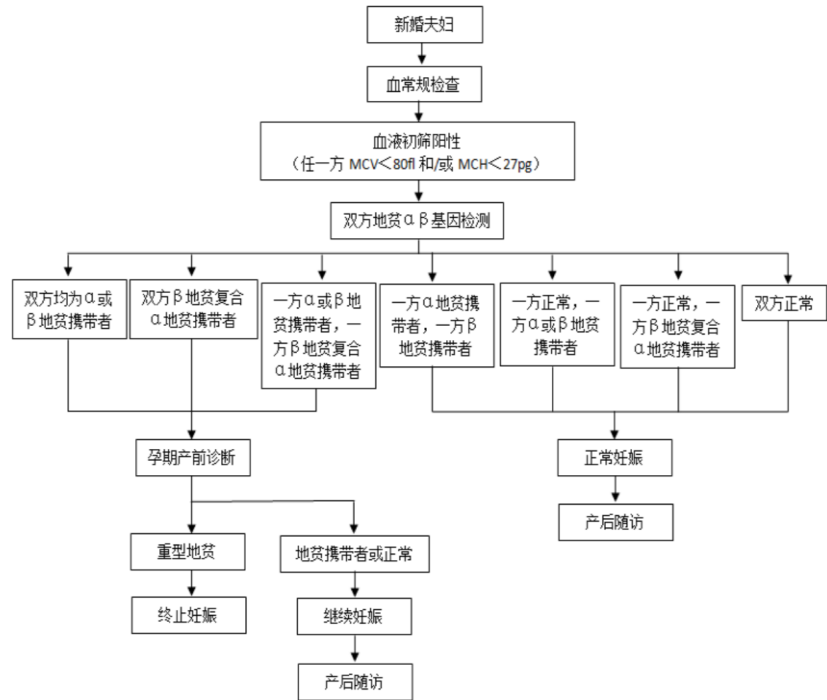 新婚夫妇
血常规检查
血液初筛阳性
（任一方 MCV＜80fl 和/或 MCH＜27pg）
双方地贫αβ基因检测
双方均为α或
β地贫携带者
双方β地贫复合
α地贫携带者
一方α或β地
贫携带者，一
方β地贫复合
α地贫携带者
一方α地贫携
带者，一方β
地贫携带者
一方正常，一
方α或β地贫
携带者
一方正常，一
方β地贫复合
α地贫携带者
双方正常
孕期产前诊断
正常妊娠
产后随访
重型地贫
地贫携带者或正常
终止妊娠
继续妊娠
产后随访